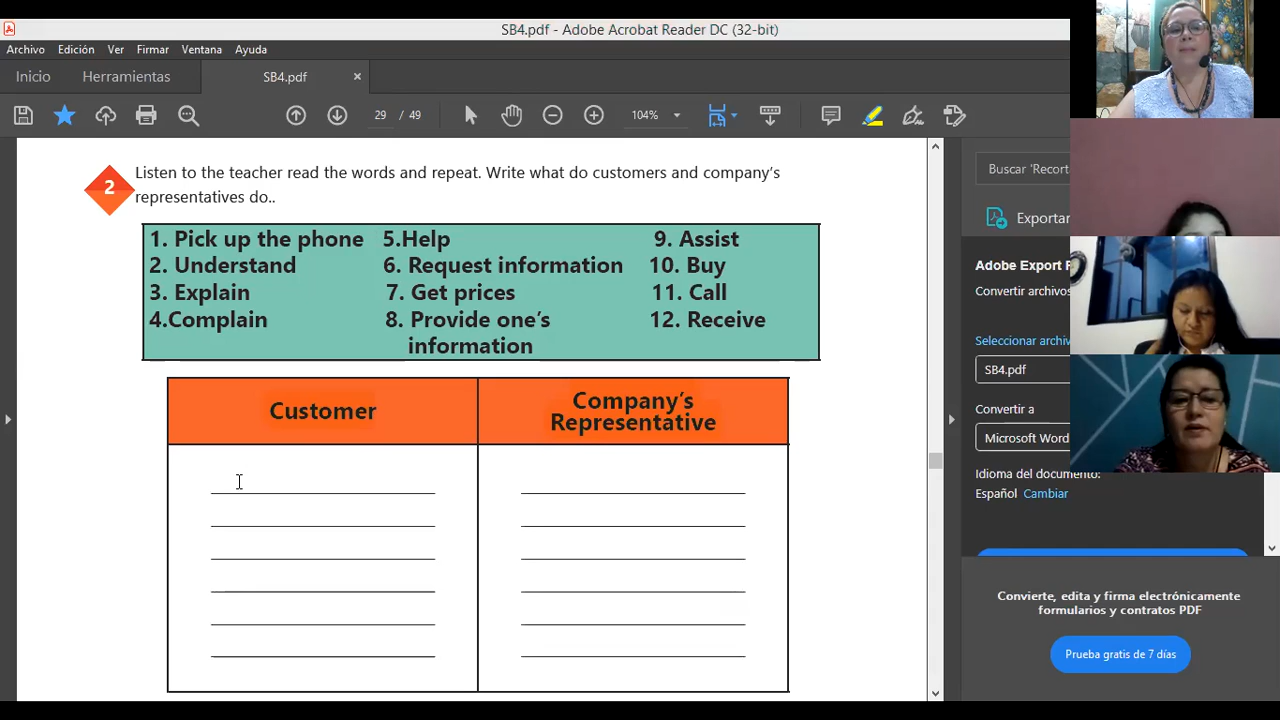 SB4.pdf - Adobe Acrobat Reader DC (32-bit)
Archivo Edición Ver Firmar Ventana Ayuda
Inicio Herramientas SB4.pdf ×
29 / 49 104%
2
Listen to the teacher read the words and repeat. Write what do customers and company's
representatives do..
1. Pick up the phone 5.Help 9. Assist
2. Understand 6. Request information 10. Buy
3. Explain 7. Get prices 11. Call
4.Complain 8. Provide one's 12. Receive
information
Customer
Company's
Representative
Buscar 'Recort
Exportar
Adobe Export P
Convertir archivos
Seleccionar archiv
SB4.pdf
Convertir a
Microsoft Word
Idioma del documento:
Español Cambiar
Convierte, edita y firma electrónicamente
formularios y contratos PDF
Prueba gratis de 7 días